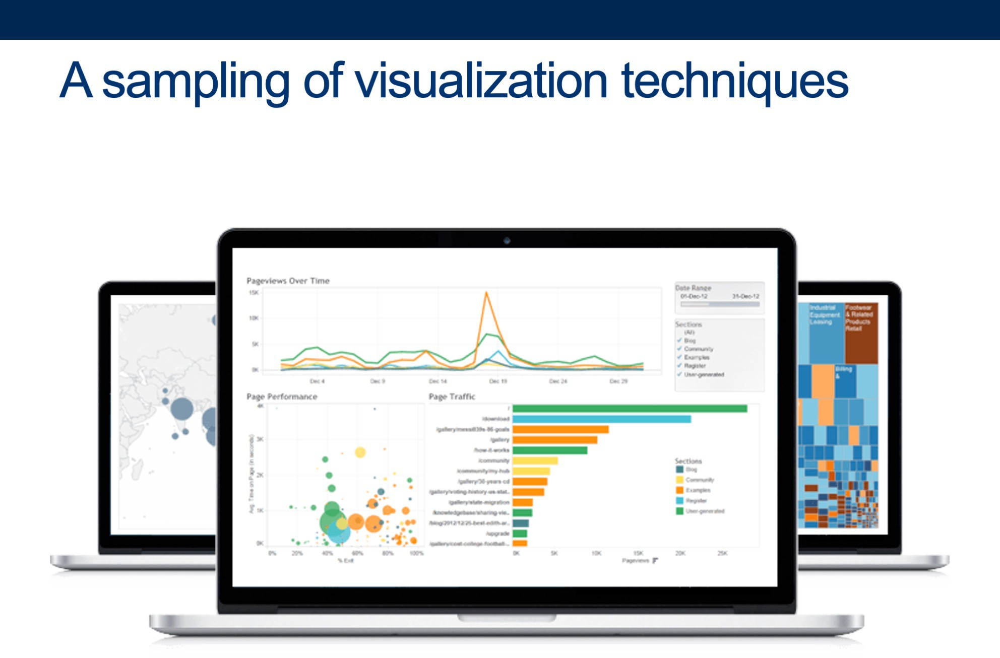 A sampling of visualization techniques
Pageviews Over Time
15K
10K
5K
0K
Dec 4
Dec 9
Dec 14
Dec 19
Dec 24
Dec 29
Date Range
01-Dec-12
31-Dec-12
Sections
(All)
Blog
Community
Examples
Register
User-generated
Page Performance
4K
3K
2K
1K
0K
Avg. Time on Page (in seconds)
0%
20%
40%
60%
80%
100%
% Exit
Page Traffic
/
/download
/gallery/messi039s-86-goals
/gallery
/how-it-works
/community
/community/my-hub
/gallery/30-years-cd
/gallery/voting-history-us-stat..
/gallery/state-migration
/knowledgebase/sharing-vie..
/blog/2012/12/25-best-edith-ar..
/upgrade
/gallery/cost-college-football-..
0K
5K
10K
15K
20K
25K
Pageviews
Sections
Blog
Community
Examples
Register
User-generated
Industrial
Equipment
Leasing
Footwear
& Related
Products
Retail
Billing
&